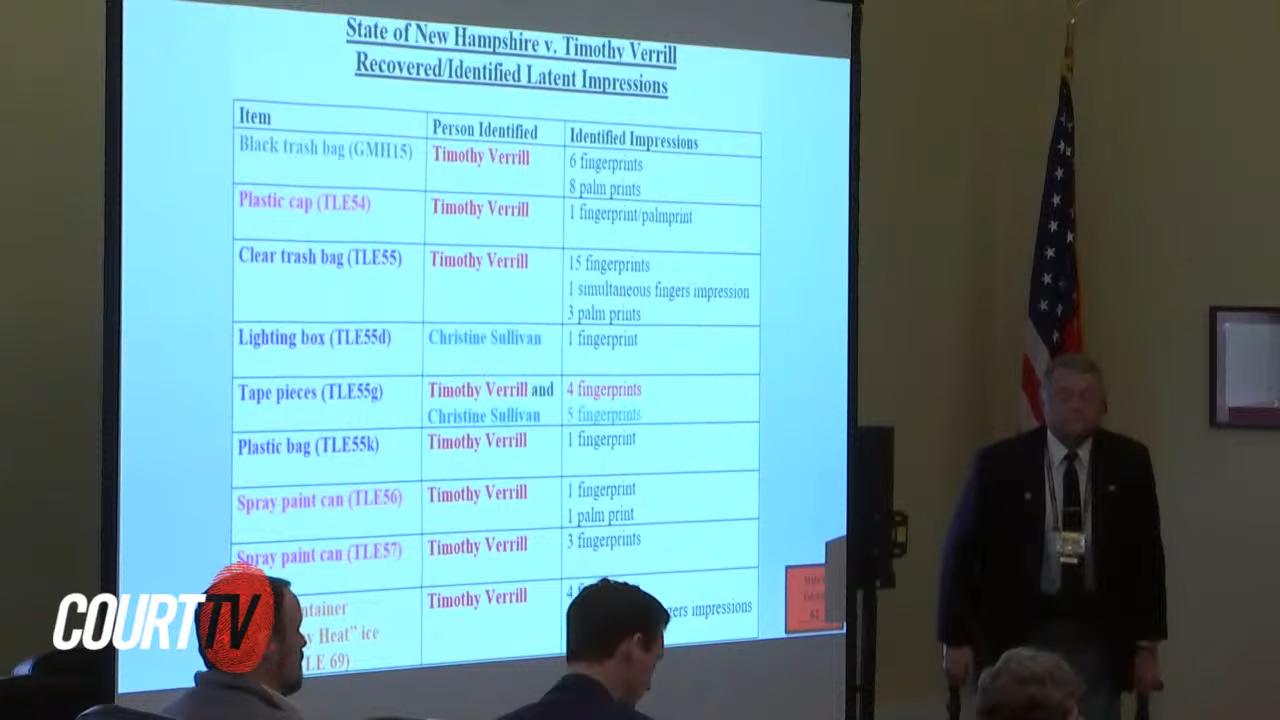 State of New Hampshire v. Timothy Verrill
Recovered/Identified Latent Impressions
Item Person Identified Identified Impressions
Black trash bag (GMH15) Timothy Verrill 6 fingerprints
8 palm prints
Plastic cap (TLE54) Timothy Verrill 1 fingerprint/palmprint
Clear trash bag (TLE55) Timothy Verrill 15 fingerprints
1 simultaneous fingers impression
3 palm prints
Lighting box (TLE55d) Christine Sullivan 1 fingerprint
Tape pieces (TLE55g) Timothy Verrill and 4 fingerprints
Christine Sullivan 5 fingerprints
Plastic bag (TLE55k) Timothy Verrill 1 fingerprint
Spray paint can (TLE56) Timothy Verrill 1 fingerprint
1 palm print
Spray paint can (TLE57) Timothy Verrill 3 fingerprints
Timothy Verrill 4
impressions
Heat" ice
69)
COURT TV